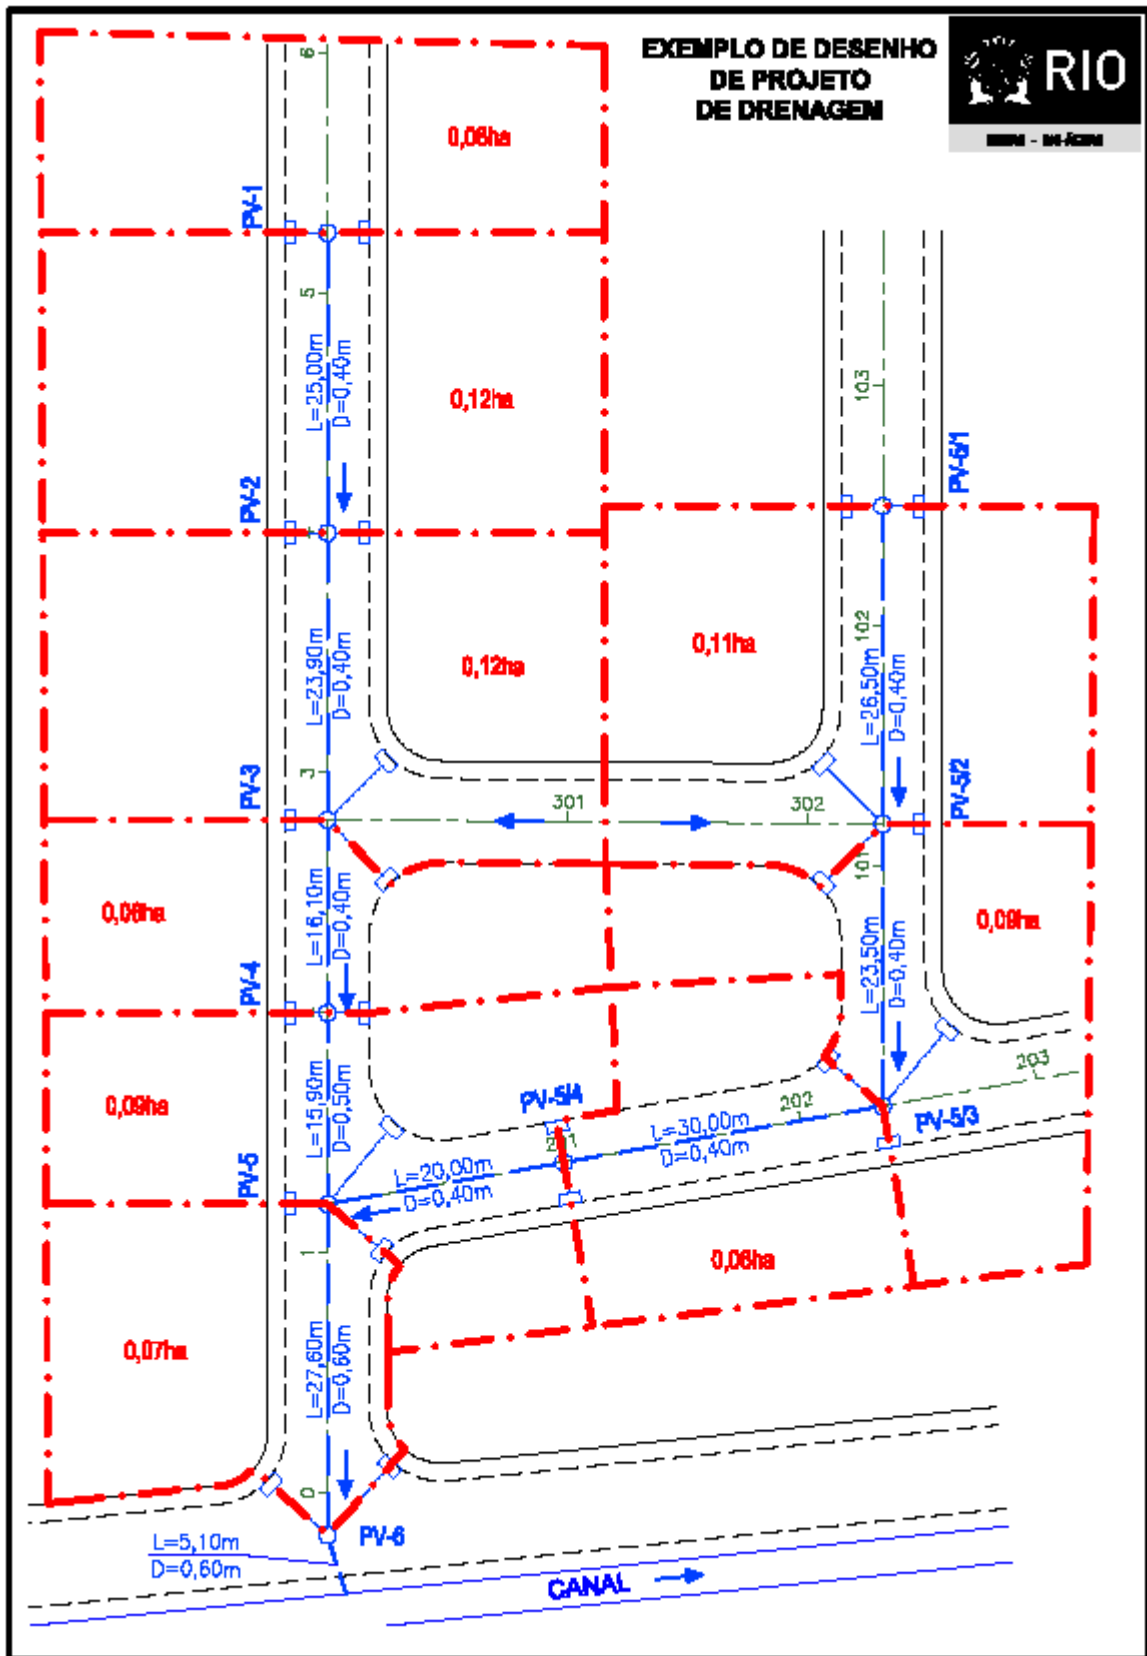 EXEMPLO DE DESENHO
DE PROJETO
DE DRENAGEM
RIO
6
0,08ha
PV-1
5
L=25,00m
D=0,40m
0,12ha
103
PV-2
PV-5/1
L=23,90m
D=0,40m
0,12ha
0,11ha
102
L=26,50m
D=0,40m
PV-3
3
301
302
PV-5/2
101
0,08ha
L=16,10m
D=0,40m
L=23,50m
D=0,40m
0,09ha
PV-4
0,09ha
L=15,90m
D=0,50m
PV-5/4
201
L=30,00m
D=0,40m
202
203
PV-5/3
PV-5
L=20,00m
D=0,40m
1
0,08ha
0,07ha
L=27,60m
D=0,60m
0
PV-6
L=5,10m
D=0,60m
CANAL